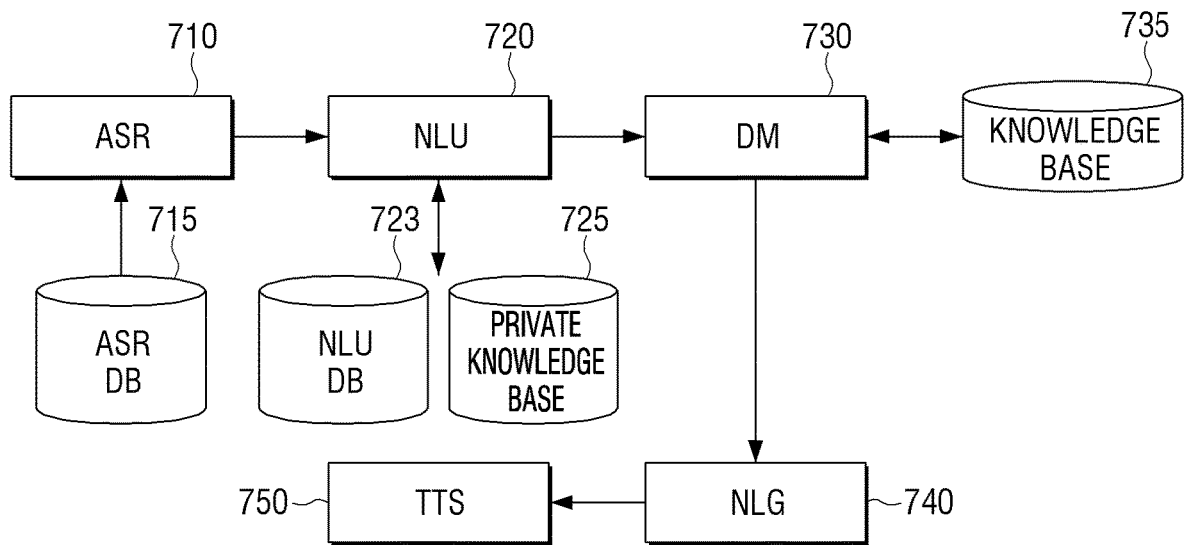 710
720
730
735
ASR
NLU
DM
KNOWLEDGE
BASE
715
723
725
ASR
DB
NLU
DB
PRIVATE
KNOWLEDGE
BASE
750
TTS
NLG
740